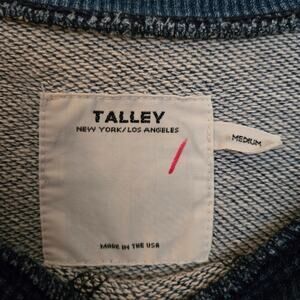 TALLEY
NEW YORK/LOS ANGELES
MEDIUM
MADE IN THE USA